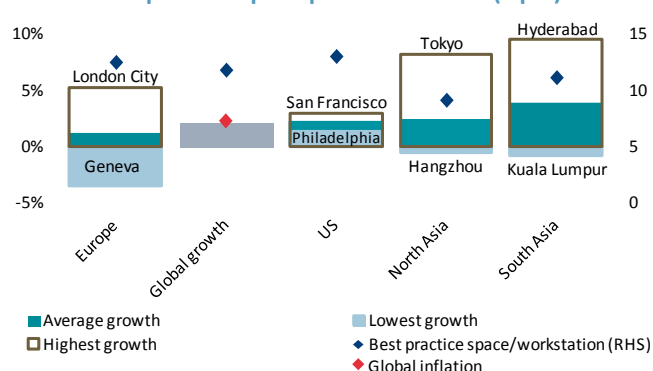 10%
5%
0%
-5%
15
10
5
0
London City
Geneva
San Francisco
Philadelphia
Tokyo
Hangzhou
Hyderabad
Kuala Lumpur
Europe
Global growth
US
North Asia
South Asia
Average growth
Lowest growth
Highest growth
Best practice space/workstation (RHS)
Global inflation